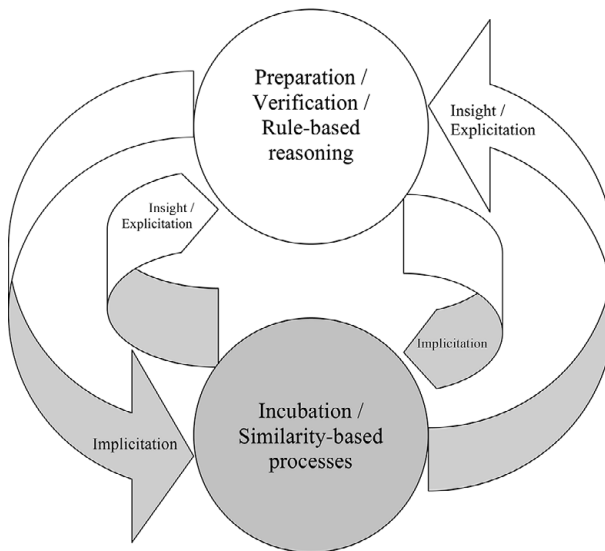 Preparation /
Verification /
Rule-based
reasoning
Insight /
Explicitation
Insight /
Explicitation
Implicitation
Implicitation
Incubation /
Similarity-based
processes